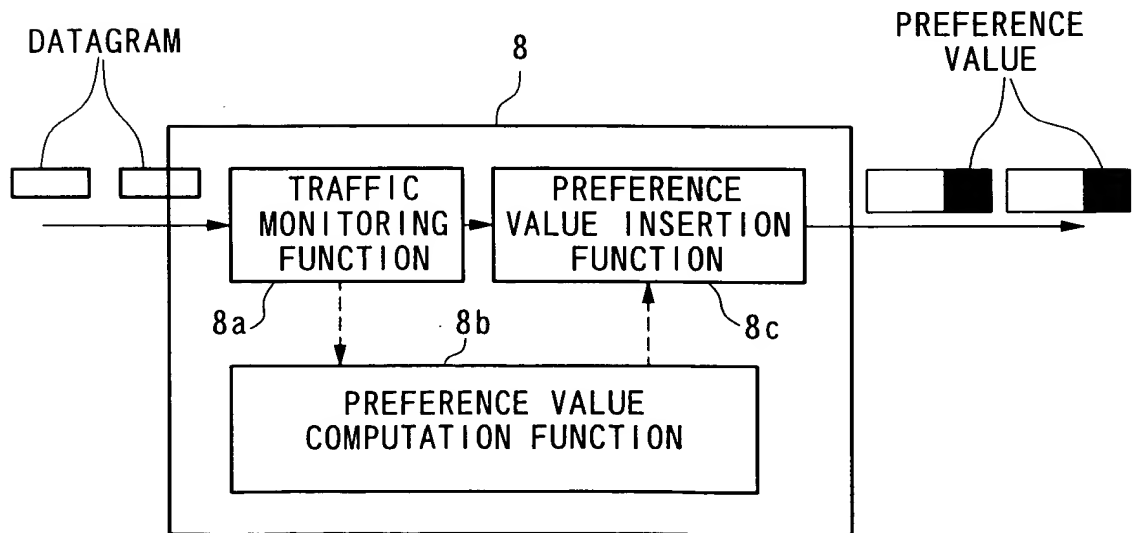 DATAGRAM
8
PREFERENCE
VALUE
TRAFFIC
MONITORING
FUNCTION
PREFERENCE
VALUE INSERTION
FUNCTION
8a
8b
8c
PREFERENCE VALUE
COMPUTATION FUNCTION